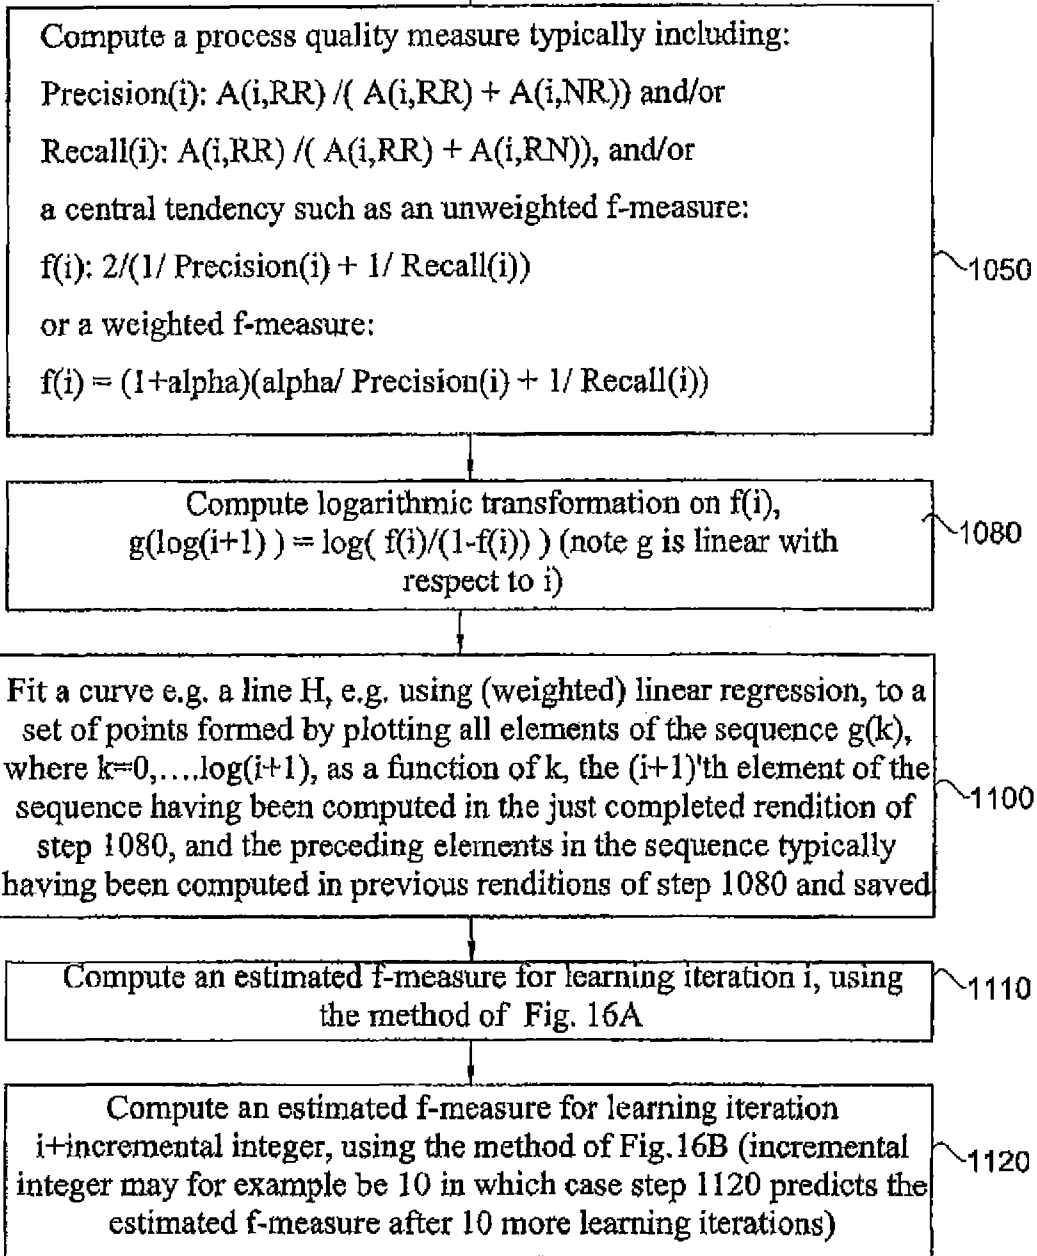 Compute a process quality measure typically including:
Precision(i): A(i,RR) /( A(i,RR) + A(i,NR)) and/or
Recall(i): A(i,RR) /( A(i,RR) + A(i,RN)), and/or
a central tendency such as an unweighted f-measure:
f(i): 2/(1/ Precision(i) + 1/ Recall(i))
1050
or a weighted f-measure:
f(i) = (1+alpha)(alpha/ Precision(i) + 1/ Recall(i))
Compute logarithmic transformation on f(i),
g(log(i+1) ) = log( f(i)/(1-f(i)) ) (note g is linear with
respect to i)
1080
Fit a curve e.g. a line H, e.g. using (weighted) linear regression, to a
set of points formed by plotting all elements of the sequence g(k),
where k=0,....log(i+1), as a function of k, the (i+1)'th element of the
sequence having been computed in the just completed rendition of
step 1080, and the preceding elements in the sequence typically
having been computed in previous renditions of step 1080 and saved
1100
Compute an estimated f-measure for learning iteration i, using
the method of Fig. 16A
1110
Compute an estimated f-measure for learning iteration
i+incremental integer, using the method of Fig. 16B (incremental
integer may for example be 10 in which case step 1120 predicts the
estimated f-measure after 10 more learning iterations)
1120